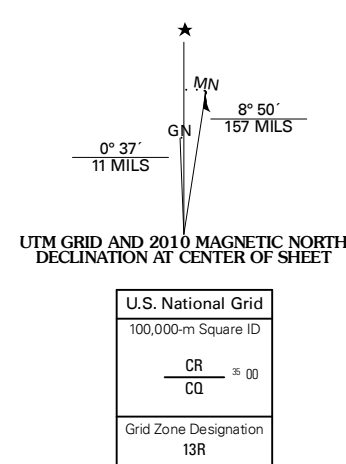 ★
MN
GN
8° 50´
157 MILS
0° 37´
11 MILS
UTM GRID AND 2010 MAGNETIC NORTH
DECLINATION AT CENTER OF SHEET
U.S. National Grid
100,000-m Square ID
CR
35 00
CQ
Grid Zone Designation
13R